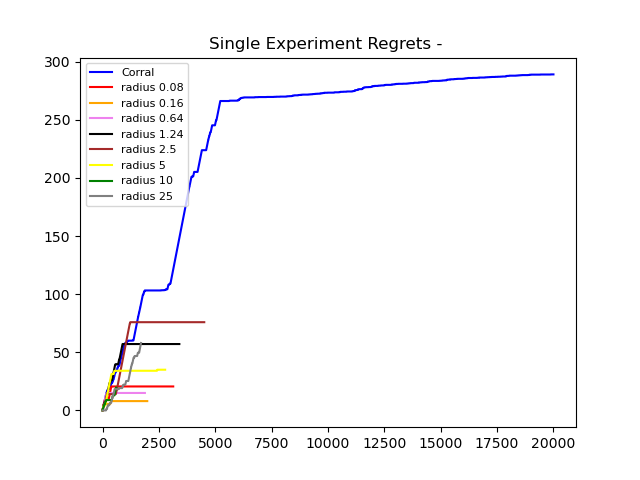 Single Experiment Regrets -
300
250
200
150
100
50
0
Corral
radius 0.08
radius 0.16
radius 0.64
radius 1.24
radius 2.5
radius 5
radius 10
radius 25
0 2500 5000 7500 10000 12500 15000 17500 20000